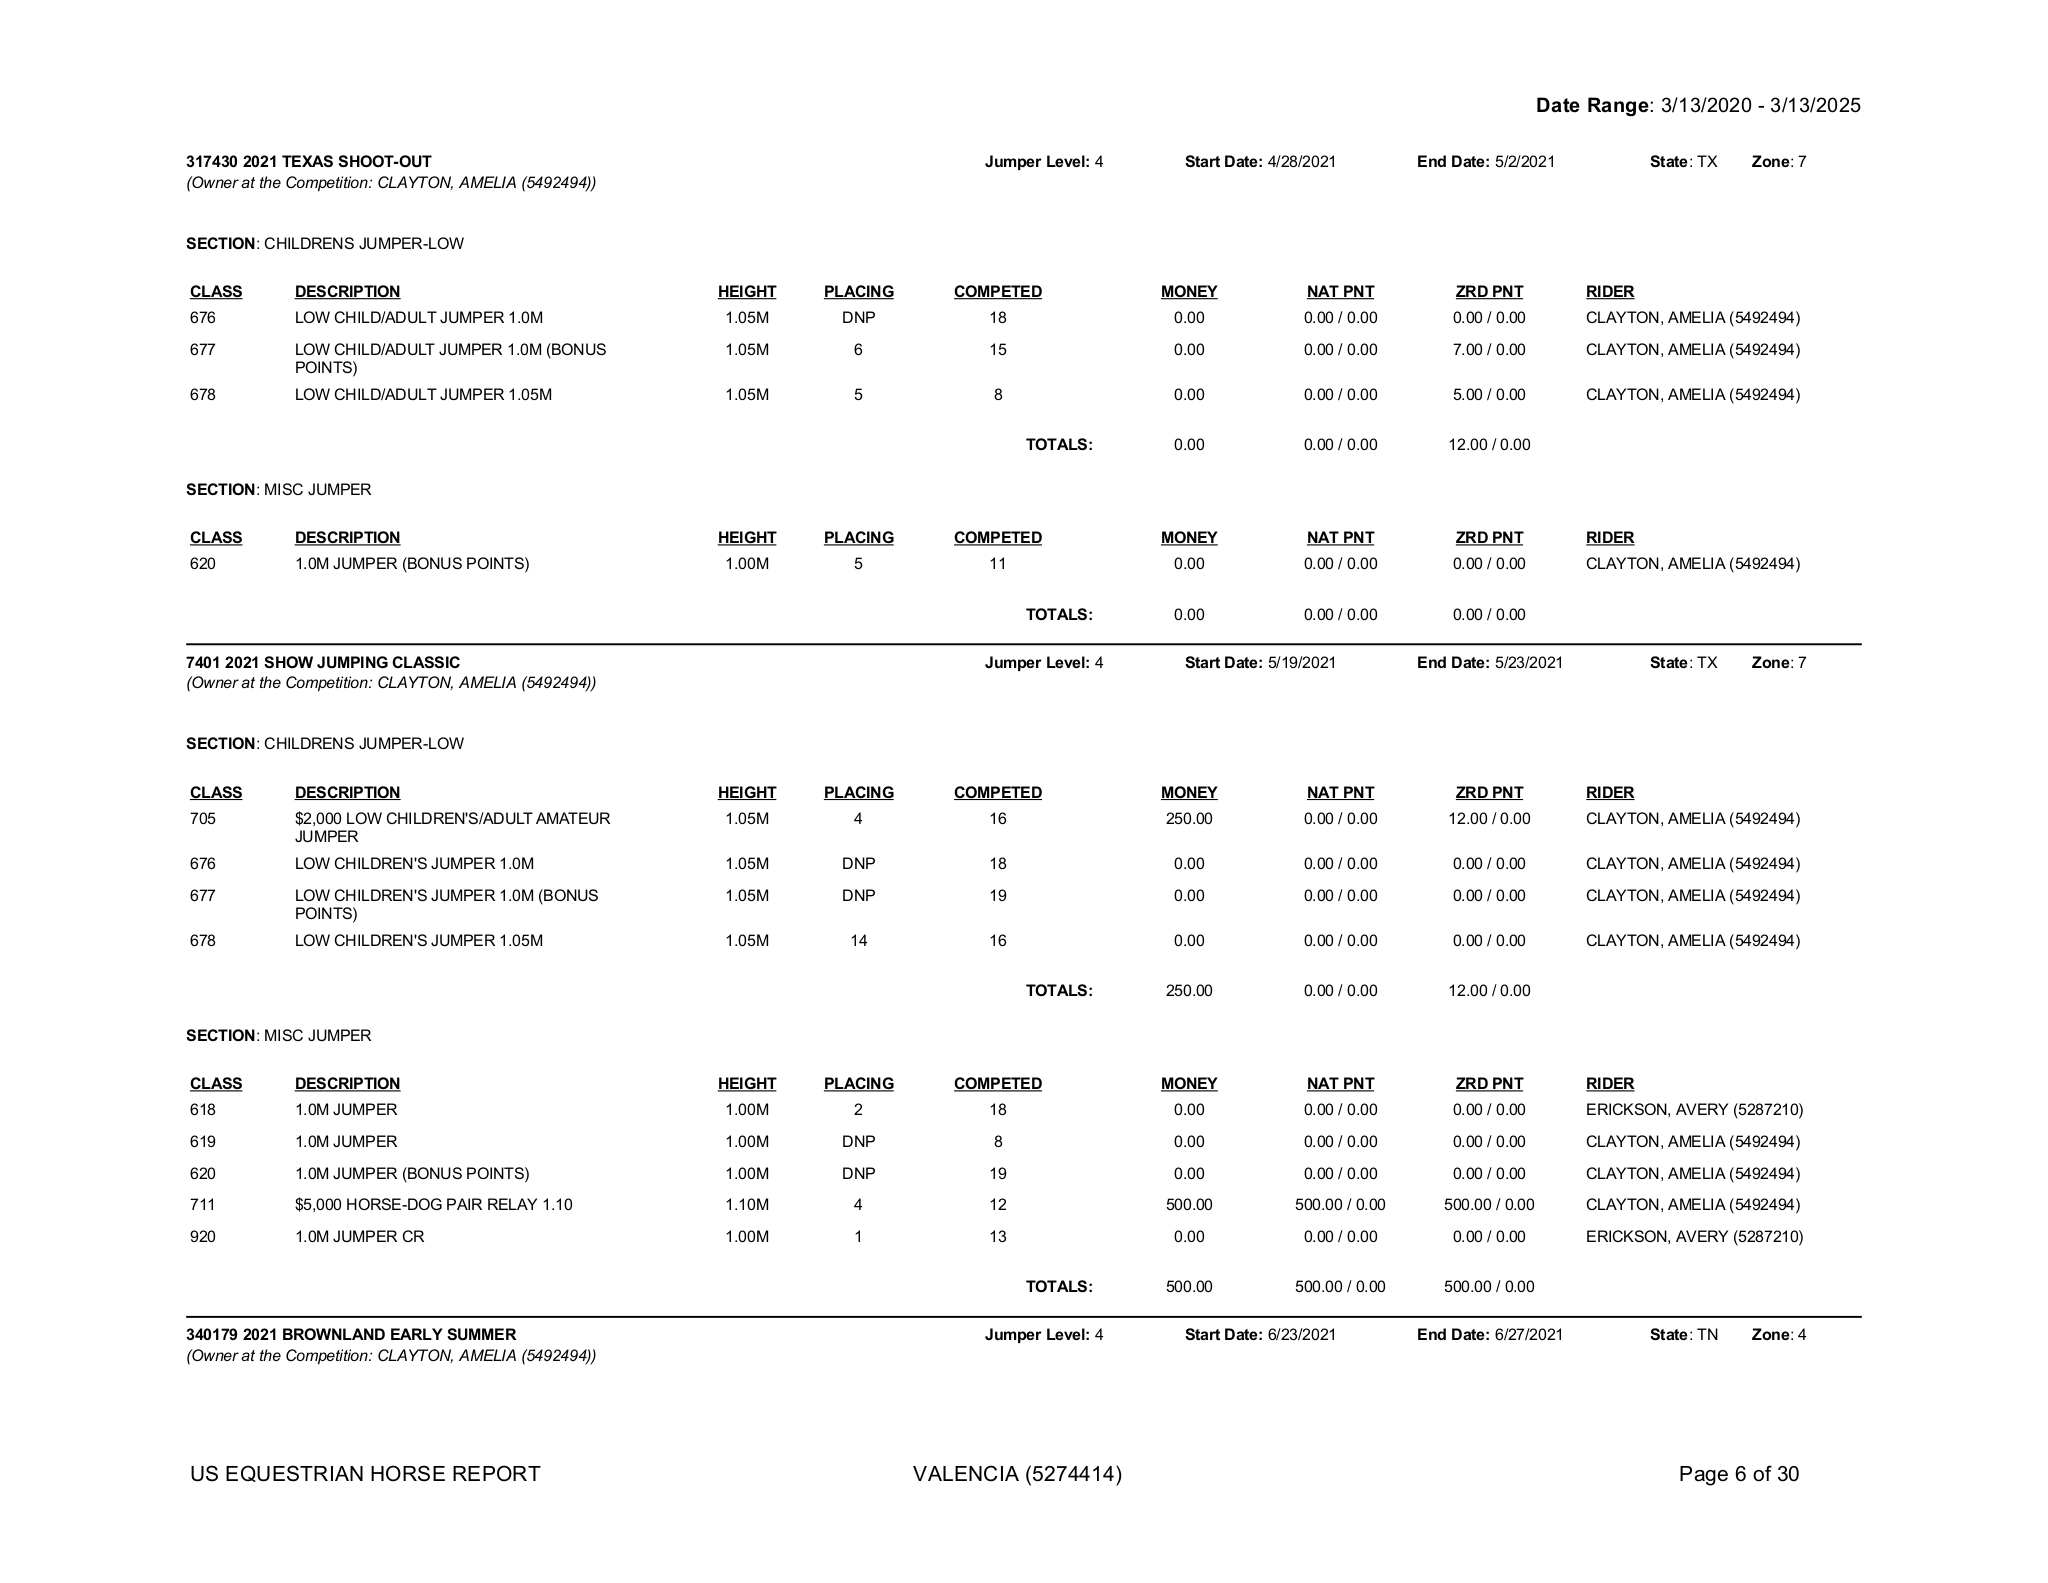 Date Range: 3/13/2020 - 3/13/2025
317430 2021 TEXAS SHOOT-OUT Jumper Level: 4 Start Date: 4/28/2021 End Date: 5/2/2021 State: TX Zone: 7
(Owner at the Competition: CLAYTON, AMELIA (5492494))
SECTION: CHILDRENS JUMPER-LOW
CLASS DESCRIPTION HEIGHT PLACING COMPETED MONEY NAT PNT ZRD PNT RIDER
676 LOW CHILD/ADULT JUMPER 1.0M 1.05M DNP 18 0.00 0.00 / 0.00 0.00 / 0.00 CLAYTON, AMELIA (5492494)
677 LOW CHILD/ADULT JUMPER 1.0M (BONUS 1.05M 6 15 0.00 0.00 / 0.00 7.00 / 0.00 CLAYTON, AMELIA (5492494)
POINTS)
678 LOW CHILD/ADULT JUMPER 1.05M 1.05M 5 8 0.00 0.00 / 0.00 5.00 / 0.00 CLAYTON, AMELIA (5492494)
TOTALS: 0.00 0.00 / 0.00 12.00 / 0.00
SECTION: MISC JUMPER
CLASS DESCRIPTION HEIGHT PLACING COMPETED MONEY NAT PNT ZRD PNT RIDER
620 1.0M JUMPER (BONUS POINTS) 1.00M 5 11 0.00 0.00 / 0.00 0.00 / 0.00 CLAYTON, AMELIA (5492494)
TOTALS: 0.00 0.00 / 0.00 0.00 / 0.00
7401 2021 SHOW JUMPING CLASSIC Jumper Level: 4 Start Date: 5/19/2021 End Date: 5/23/2021 State: TX Zone: 7
(Owner at the Competition: CLAYTON, AMELIA (5492494))
SECTION: CHILDRENS JUMPER-LOW
CLASS DESCRIPTION HEIGHT PLACING COMPETED MONEY NAT PNT ZRD PNT RIDER
705 $2,000 LOW CHILDREN'S/ADULT AMATEUR 1.05M 4 16 250.00 0.00 / 0.00 12.00 / 0.00 CLAYTON, AMELIA (5492494)
JUMPER
676 LOW CHILDREN'S JUMPER 1.0M 1.05M DNP 18 0.00 0.00 / 0.00 0.00 / 0.00 CLAYTON, AMELIA (5492494)
677 LOW CHILDREN'S JUMPER 1.0M (BONUS 1.05M DNP 19 0.00 0.00 / 0.00 0.00 / 0.00 CLAYTON, AMELIA (5492494)
POINTS)
678 LOW CHILDREN'S JUMPER 1.05M 1.05M 14 16 0.00 0.00 / 0.00 0.00 / 0.00 CLAYTON, AMELIA (5492494)
TOTALS: 250.00 0.00 / 0.00 12.00 / 0.00
SECTION: MISC JUMPER
CLASS DESCRIPTION HEIGHT PLACING COMPETED MONEY NAT PNT ZRD PNT RIDER
618 1.0M JUMPER 1.00M 2 18 0.00 0.00 / 0.00 0.00 / 0.00 ERICKSON, AVERY (5287210)
619 1.0M JUMPER 1.00M DNP 8 0.00 0.00 / 0.00 0.00 / 0.00 CLAYTON, AMELIA (5492494)
620 1.0M JUMPER (BONUS POINTS) 1.00M DNP 19 0.00 0.00 / 0.00 0.00 / 0.00 CLAYTON, AMELIA (5492494)
711 $5,000 HORSE-DOG PAIR RELAY 1.10 1.10M 4 12 500.00 500.00 / 0.00 500.00 / 0.00 CLAYTON, AMELIA (5492494)
920 1.0M JUMPER CR 1.00M 1 13 0.00 0.00 / 0.00 0.00 / 0.00 ERICKSON, AVERY (5287210)
TOTALS: 500.00 500.00 / 0.00 500.00 / 0.00
340179 2021 BROWNLAND EARLY SUMMER Jumper Level: 4 Start Date: 6/23/2021 End Date: 6/27/2021 State: TN Zone: 4
(Owner at the Competition: CLAYTON, AMELIA (5492494))
US EQUESTRIAN HORSE REPORT VALENCIA (5274414) Page 6 of 30